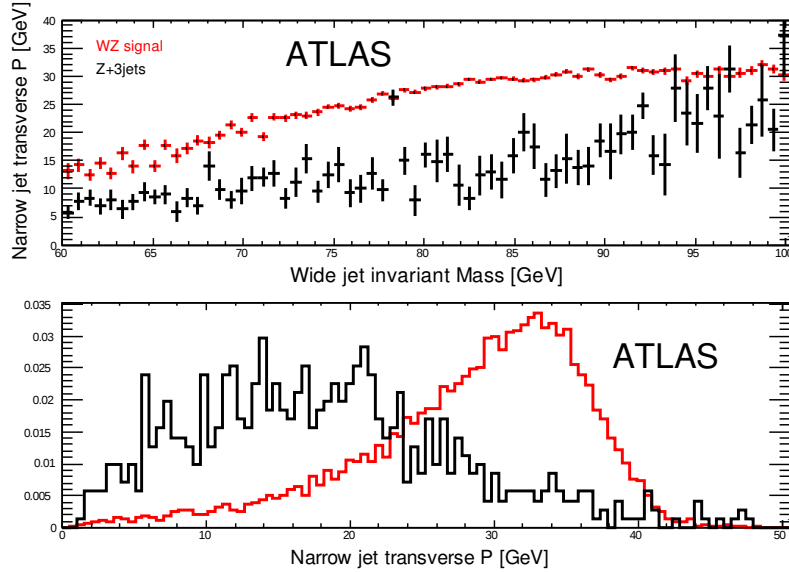 Narrow jet transverse P [GeV]
40
35
30
25
20
15
10
5
0
WZ signal
Z+3jets
ATLAS
60 65 70 75 80 85 90 95 100
Wide jet invariant Mass [GeV]
0.035
0.03
0.025
0.02
0.015
0.01
0.005
0
ATLAS
0 10 20 30 40 50
Narrow jet transverse P [GeV]